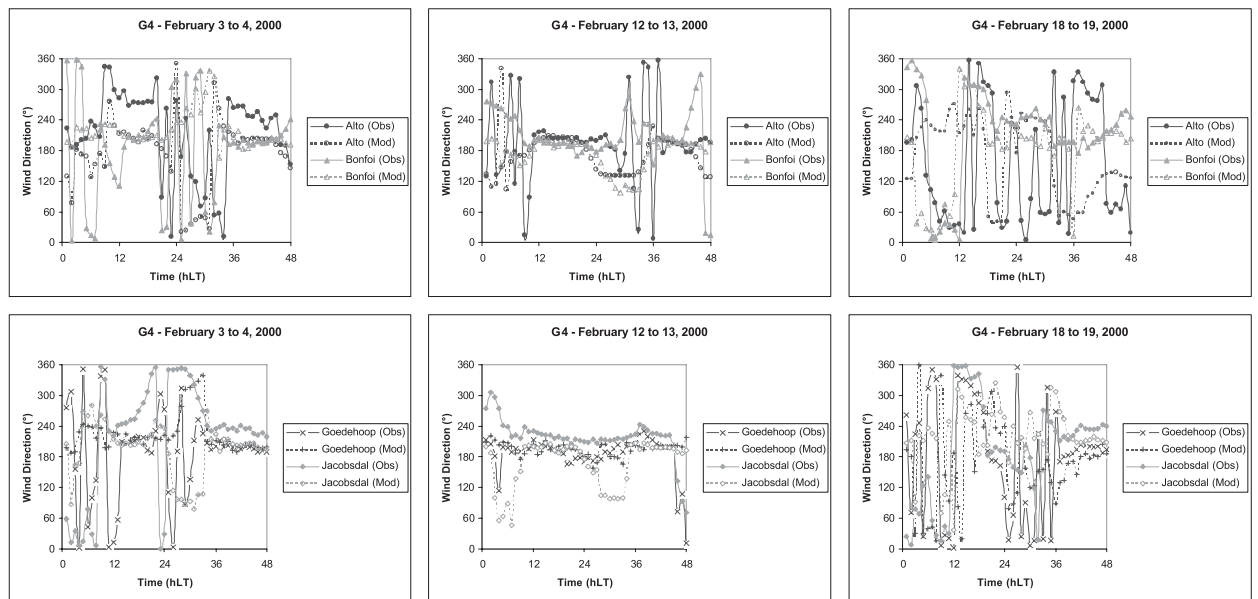 G4 - February 3 to 4, 2000
360
300
240
180
120
60
0
Wind Direction (°)
0 12 24 36 48
Time (hLT)
Alto (Obs)
Alto (Mod)
Bonfoi (Obs)
Bonfoi (Mod)
G4 - February 12 to 13, 2000
360
300
240
180
120
60
0
Wind Direction (°)
0 12 24 36 48
Time (hLT)
Alto (Obs)
Alto (Mod)
Bonfoi (Obs)
Bonfoi (Mod)
G4 - February 18 to 19, 2000
360
300
240
180
120
60
0
Wind Direction (°)
0 12 24 36 48
Time (hLT)
Alto (Obs)
Alto (Mod)
Bonfoi (Obs)
Bonfoi (Mod)
G4 - February 3 to 4, 2000
360
300
240
180
120
60
0
Wind Direction (°)
0 12 24 36 48
Time (hLT)
Goedehoop (Obs)
Goedehoop (Mod)
Jacobsdal (Obs)
Jacobsdal (Mod)
G4 - February 12 to 13, 2000
360
300
240
180
120
60
0
Wind Direction (°)
0 12 24 36 48
Time (hLT)
Goedehoop (Obs)
Goedehoop (Mod)
Jacobsdal (Obs)
Jacobsdal (Mod)
G4 - February 18 to 19, 2000
360
300
240
180
120
60
0
Wind Direction (°)
0 12 24 36 48
Time (hLT)
Goedehoop (Obs)
Goedehoop (Mod)
Jacobsdal (Obs)
Jacobsdal (Mod)